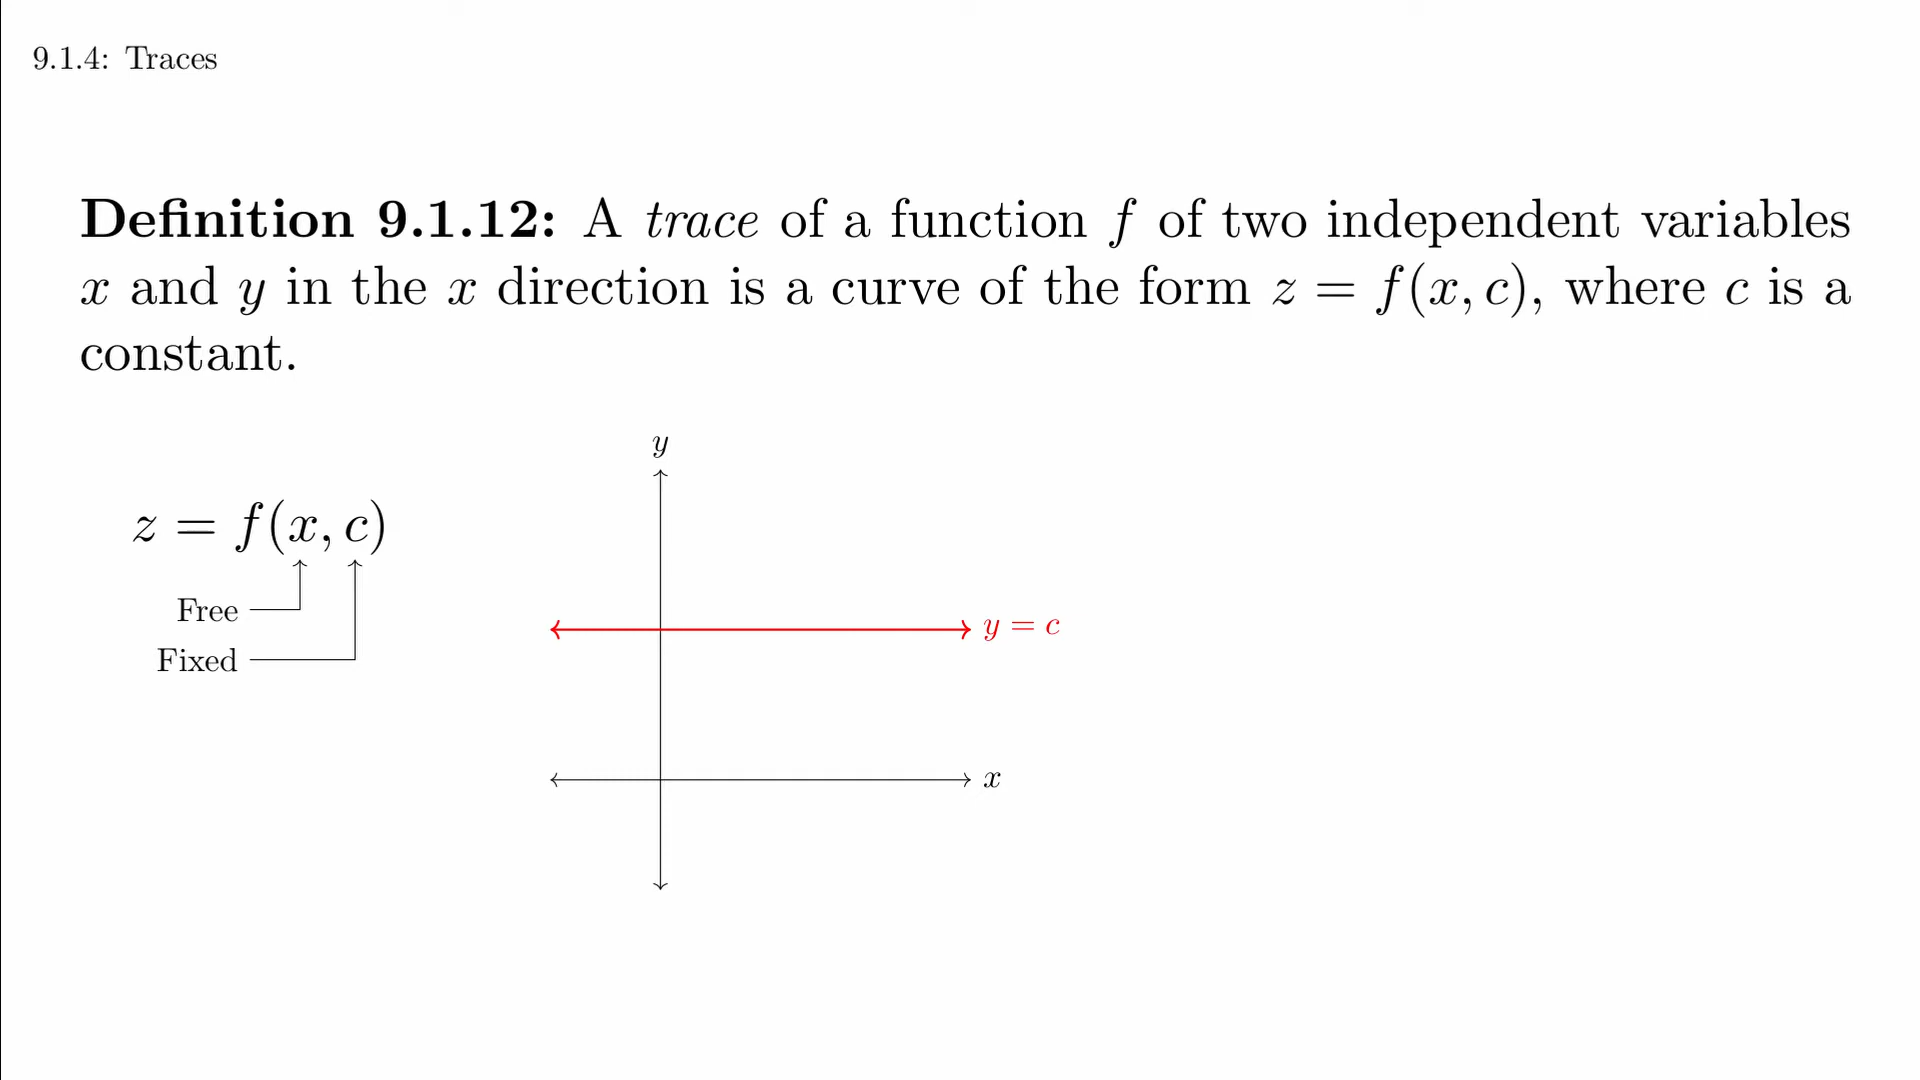 9.1.4: Traces
Definition 9.1.12: A trace of a function f of two independent variables
x and y in the x direction is a curve of the form z = f(x, c), where c is a
constant.
y
z = f(x, c)
Free
Fixed
y = c
x